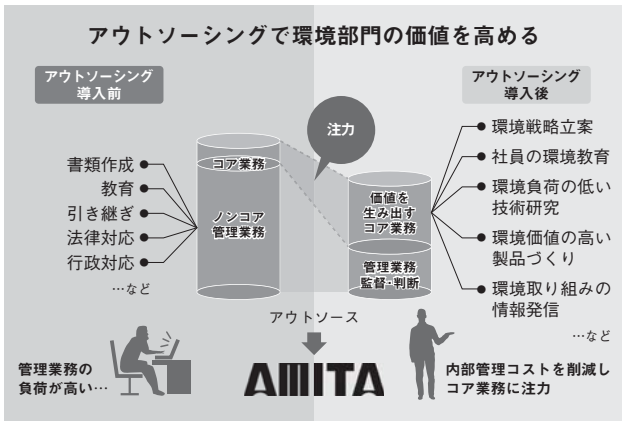 アウトソーシングで環境部門の価値を高める
アウトソーシング
導入前
書類作成
教育
引き継ぎ
法律対応
行政対応
…など
コア業務
ノンコア
管理業務
注力
アウトソーシング
導入後
価値を
生み出す
コア業務
管理業務
監督・判断
環境戦略立案
社員の環境教育
環境負荷の低い
技術研究
環境価値の高い
製品づくり
環境取り組みの
情報発信
…など
アウトソース
管理業務の
負荷が高い…
AMITA
内部管理コストを削減し
コア業務に注力